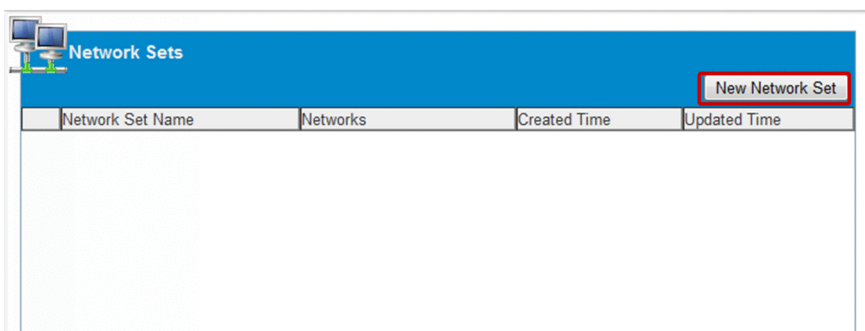 Network Sets
New Network Set
Network Set Name Networks Created Time Updated Time